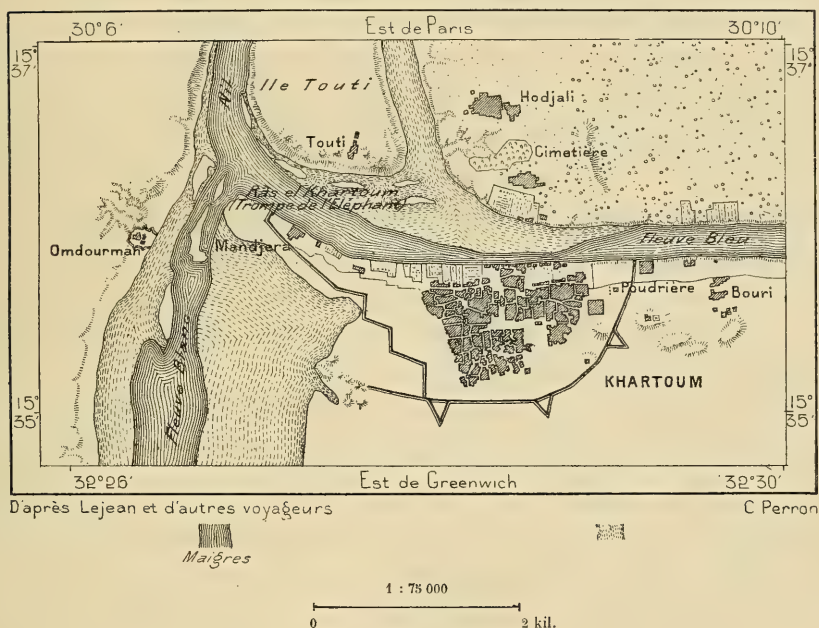 30°6' Est de Paris 30°10'
15° 37'
15° 37'
Nil
Ile Touti
Touti
Hodjali
Cimetière
Râs el Khartoum
(Trompe de l'Eléphant)
Omdourman
Mandjera
Fleuve Bleu
Poudrière
Bouri
Fleuve Blanc
KHARTOUM
15° 35'
15° 35'
32°26' Est de Greenwich 32°30'
D'après Lejean et d'autres voyageurs C Perron
Maigres
1 : 75 000
0 2 kil.